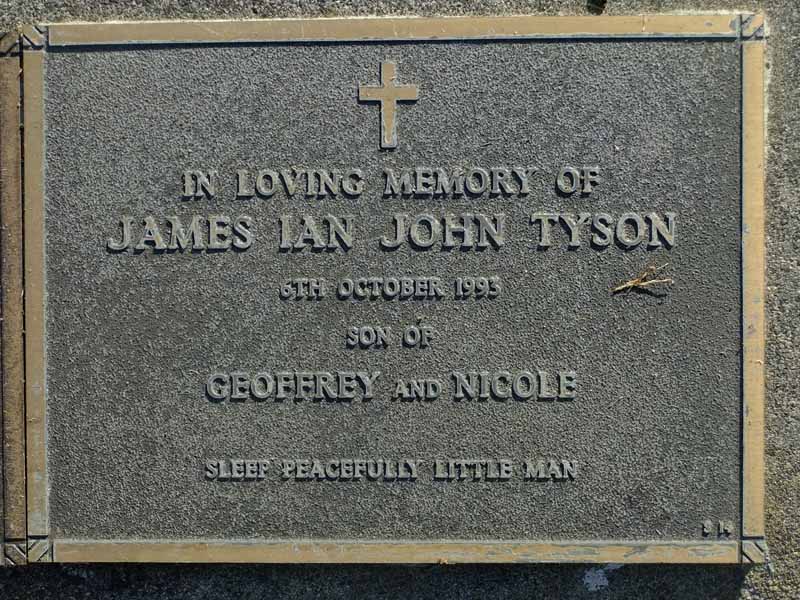 IN LOVING MEMORY OF
JAMES IAN JOHN TYSON
6TH OCTOBER 1993
SON OF
GEOFFREY AND NICOLE
SLEEP PEACEFULLY LITTLE MAN